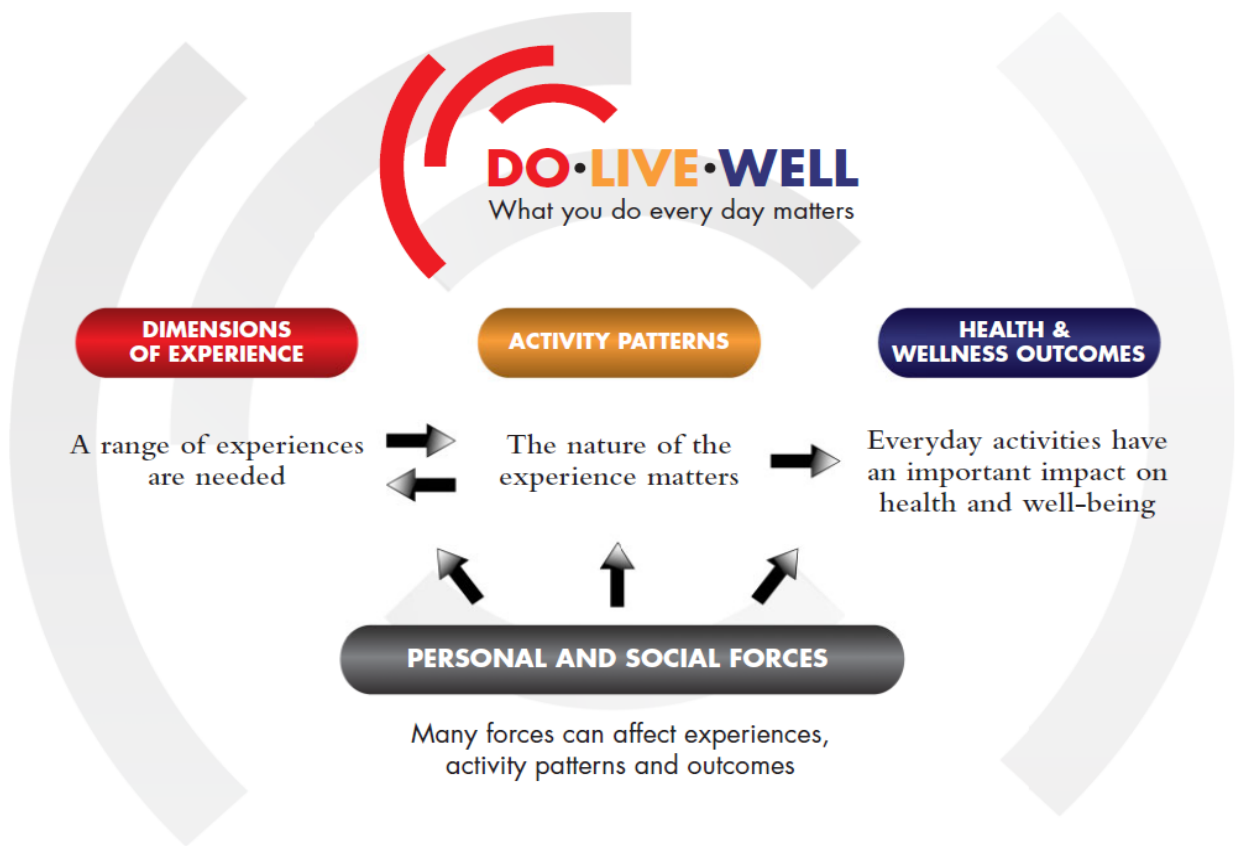 DO•LIVE•WELL
What you do every day matters
DIMENSIONS
OF EXPERIENCE
A range of experiences
are needed
ACTIVITY PATTERNS
The nature of the
experience matters
HEALTH &
WELLNESS OUTCOMES
Everyday activities have
an important impact on
health and well-being
PERSONAL AND SOCIAL FORCES
Many forces can affect experiences,
activity patterns and outcomes